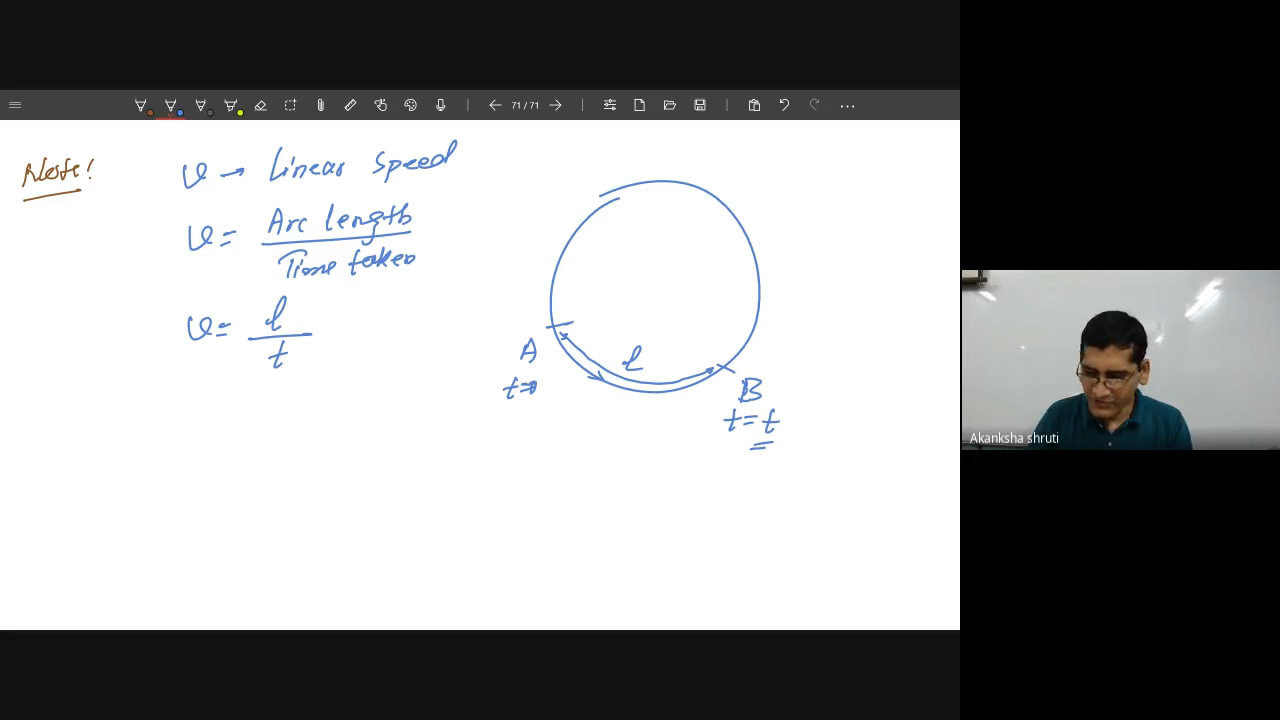 71 / 71
Note!
v → Linear Speed
v = Arc length
Time taken
v = l
t
A
t=0
l
B
t = t
Akanksha shruti